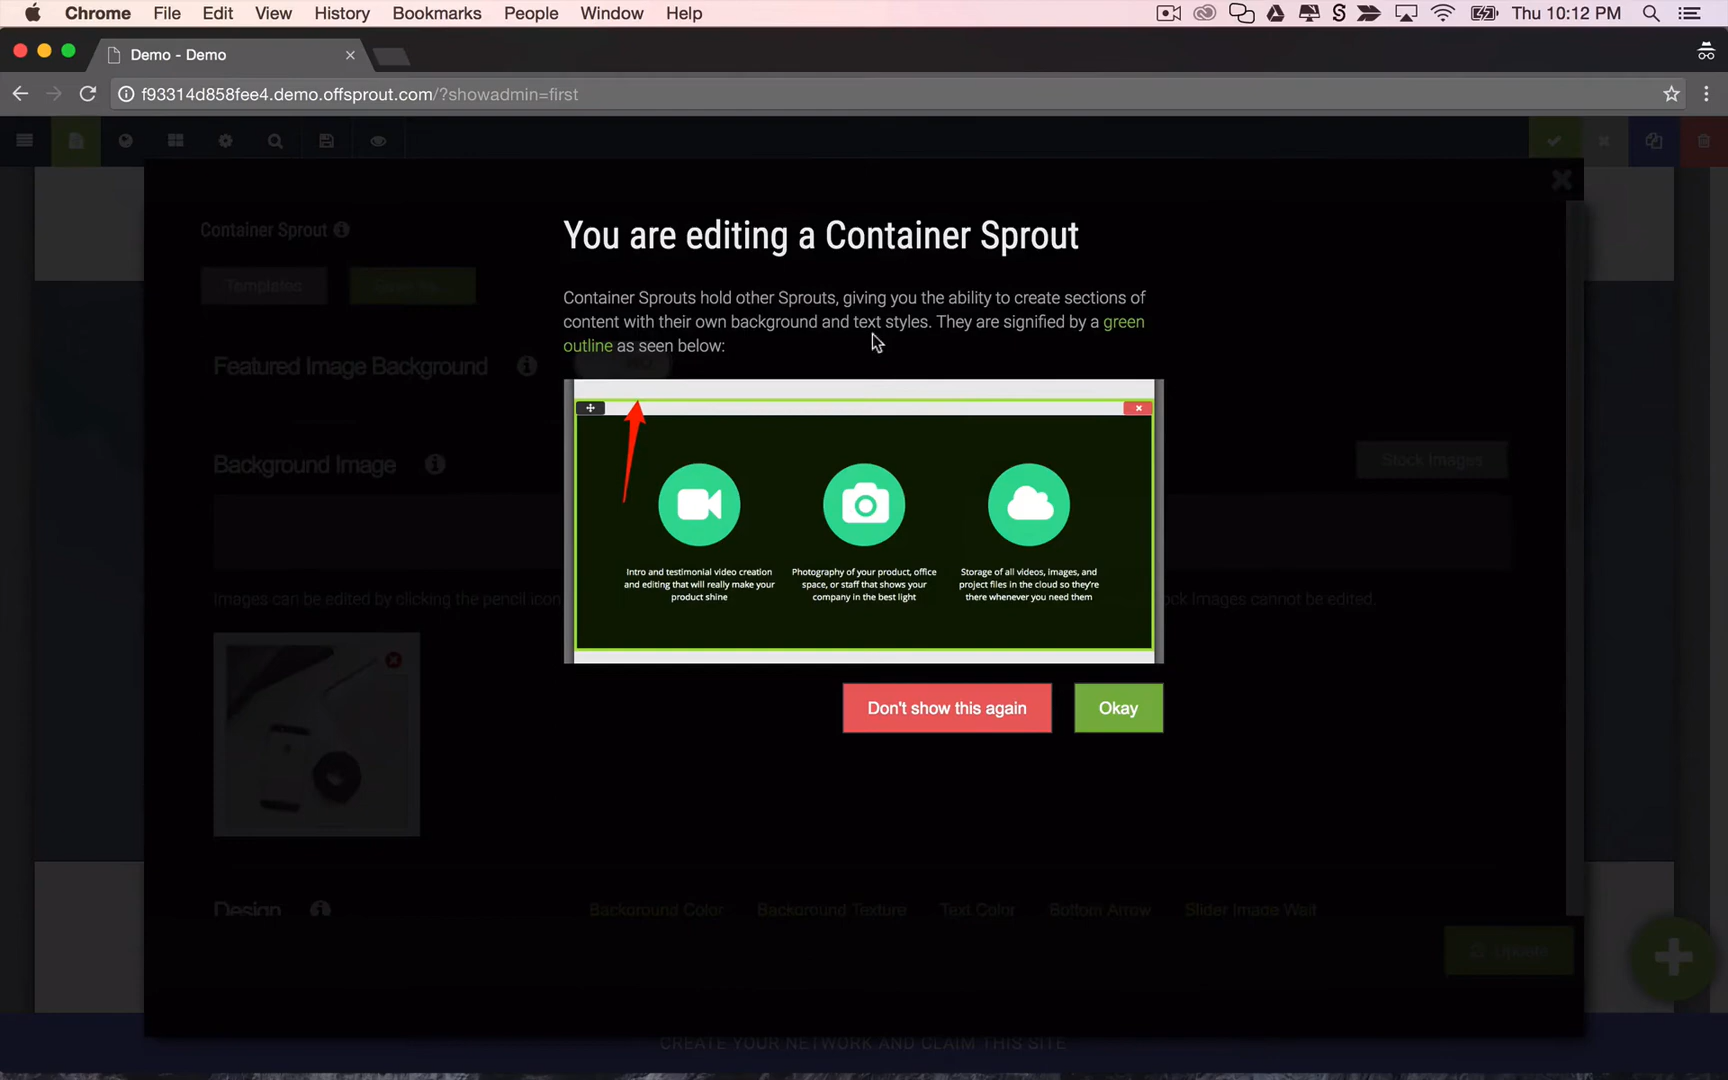 Chrome File Edit View History Bookmarks People Window Help Thu 10:12 PM
Demo - Demo
f93314d858fee4.demo.offsprout.com/?showadmin=first
Container Sprout
Templates
You are editing a Container Sprout
Container Sprouts hold other Sprouts, giving you the ability to create sections of
content with their own background and text styles. They are signified by a green
outline as seen below:
Featured Image Background
Background Image
Stock Images
Intro and testimonial video creation
and editing that will really make your
product shine
Photography of your product, office
space, or staff that shows your
company in the best light
Storage of all videos, images, and
project files in the cloud so they're
there whenever you need them
Images can be edited by clicking the pencil icon
ock Images cannot be edited.
Don't show this again
Okay
Design
Background Color Background Texture Text Color Bottom Arrow Slider Image Wait
Update
CREATE YOUR NETWORK AND CLAIM THIS SITE